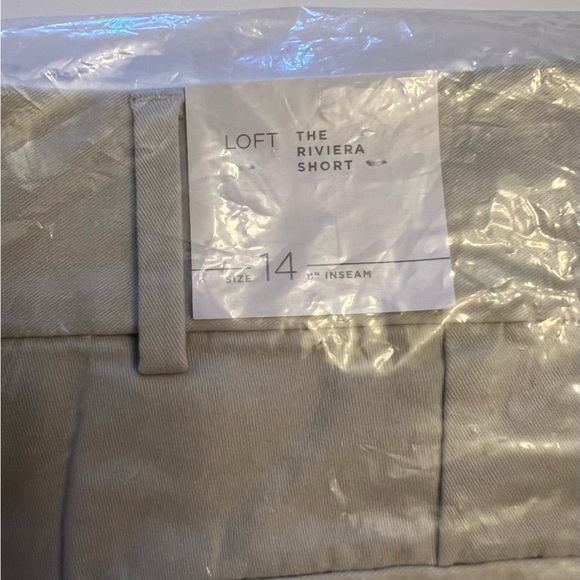 LOFT
THE
RIVIERA
SHORT
SIZE 14
INSEAM